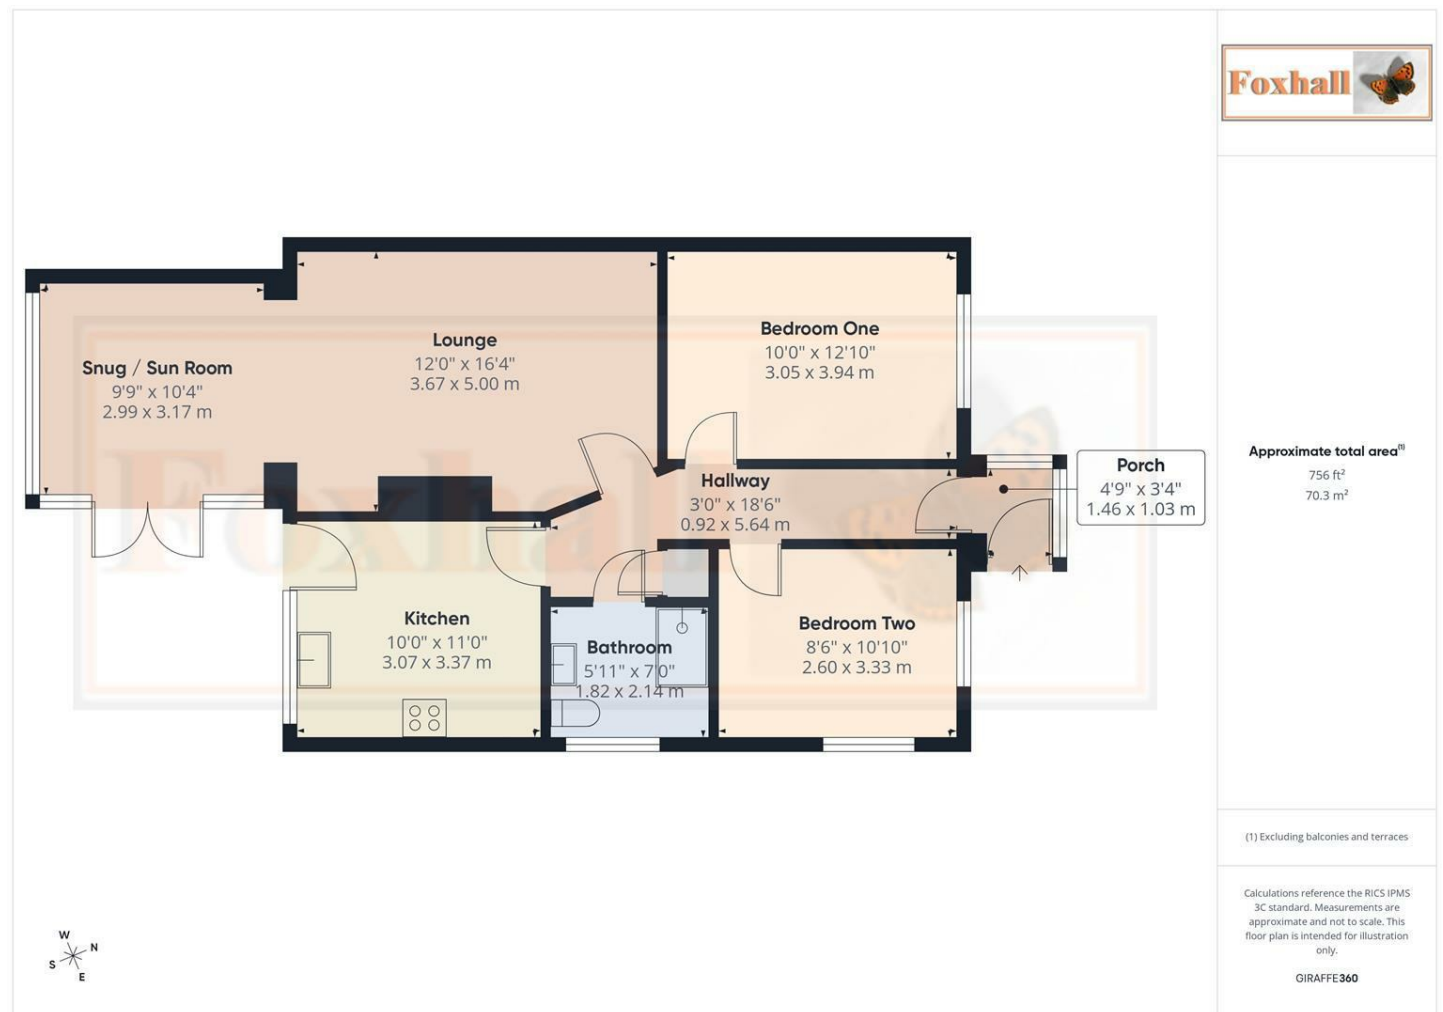 Foxhall
Snug / Sun Room
9'9" x 10'4"
2.99 x 3.17 m
Lounge
12'0" x 16'4"
3.67 x 5.00 m
Bedroom One
10'0" x 12'10"
3.05 x 3.94 m
Hallway
3'0" x 18'6"
0.92 x 5.64 m
Porch
4'9" x 3'4"
1.46 x 1.03 m
Kitchen
10'0" x 11'0"
3.07 x 3.37 m
Bathroom
5'11" x 7'0"
1.82 x 2.14 m
Bedroom Two
8'6" x 10'10"
2.60 x 3.33 m
Foxhall
W
N
S
E
Approximate total area(1)
756 ft²
70.3 m²
(1) Excluding balconies and terraces
Calculations reference the RICS IPMS
3C standard. Measurements are
approximate and not to scale. This
floor plan is intended for illustration
only.
GIRAFFE360